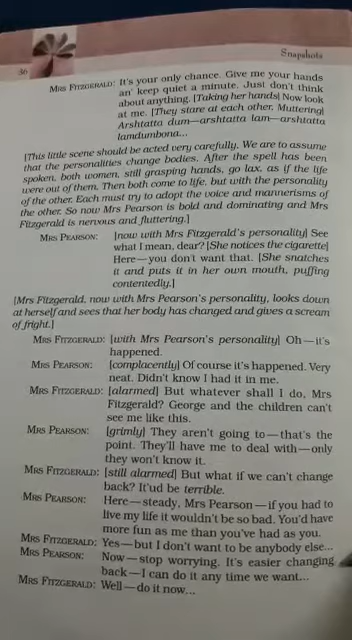 Snapshots
36
MRS FITZGERALD: It's your only chance. Give me your hands
an' keep quiet a minute. Just don't think
about anything. [Taking her hands] Now look
at me. [They stare at each other. Muttering]
Arshtatta dum—arshtatta lam—arshtatta
lamdumbona...
[This little scene should be acted very carefully. We are to assume
that the personalities change bodies. After the spell has been
spoken, both women, still grasping hands, go lax, as if the life
were out of them. Then both come to life, but with the personality
of the other. Each must try to adopt the voice and mannerisms of
the other. So now Mrs Pearson is bold and dominating and Mrs
Fitzgerald is nervous and fluttering.]
MRS PEARSON: [now with Mrs Fitzgerald's personality] See
what I mean, dear? [She notices the cigarette]
Here—you don't want that. [She snatches
it and puts it in her own mouth, puffing
contentedly.]
[Mrs Fitzgerald, now with Mrs Pearson's personality, looks down
at herself and sees that her body has changed and gives a scream
of fright.]
MRS FITZGERALD: [with Mrs Pearson's personality] Oh—it's
happened.
MRS PEARSON: [complacently] Of course it's happened. Very
neat. Didn't know I had it in me.
MRS FITZGERALD: [alarmed] But whatever shall I do, Mrs
Fitzgerald? George and the children can't
see me like this.
MRS PEARSON: [grimly] They aren't going to—that's the
point. They'll have me to deal with—only
they won't know it.
MRS FITZGERALD: [still alarmed] But what if we can't change
back? It'ud be terrible.
MRS PEARSON: Here—steady, Mrs Pearson—if you had to
live my life it wouldn't be so bad. You'd have
more fun as me than you've had as you.
MRS FITZGERALD: Yes—but I don't want to be anybody else...
MRS PEARSON: Now—stop worrying. It's easier changing
back—I can do it any time we want...
MRS FITZGERALD: Well—do it now...